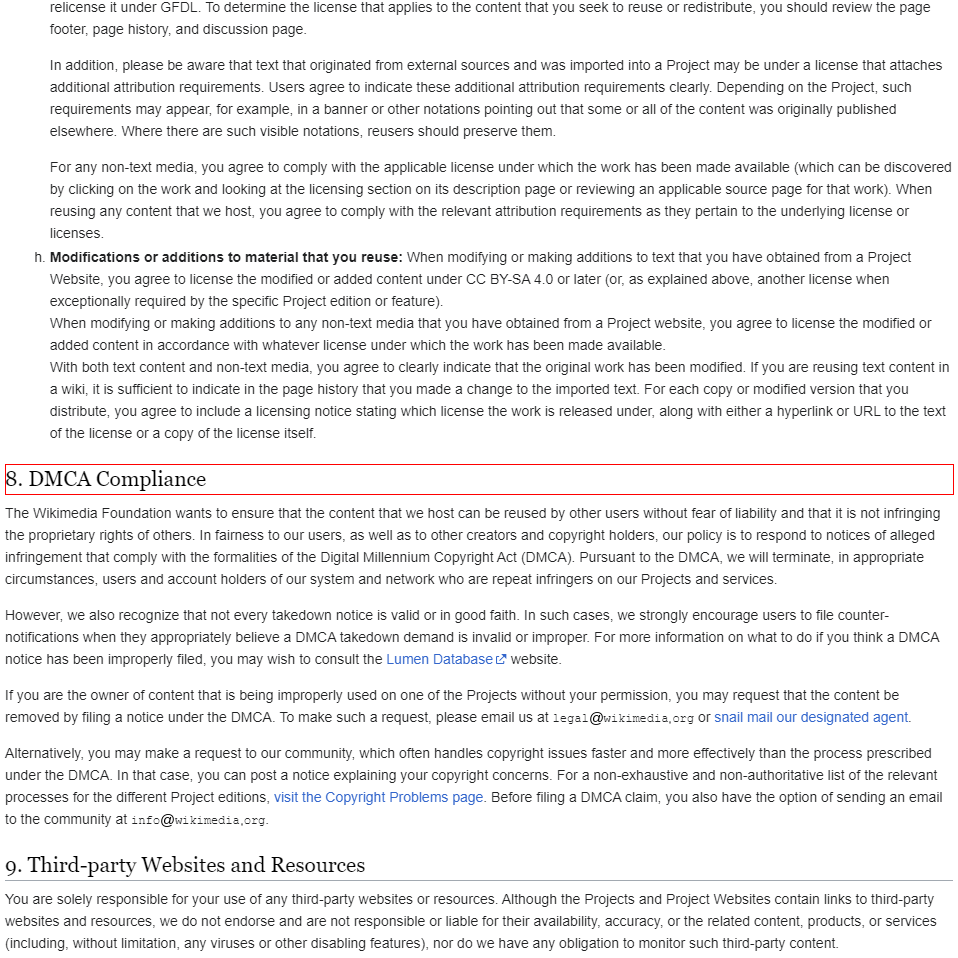 relicense it under GFDL. To determine the license that applies to the content that you seek to reuse or redistribute, you should review the page
footer, page history, and discussion page.
In addition, please be aware that text that originated from external sources and was imported into a Project may be under a license that attaches
additional attribution requirements. Users agree to indicate these additional attribution requirements clearly. Depending on the Project, such
requirements may appear, for example, in a banner or other notations pointing out that some or all of the content was originally published
elsewhere. Where there are such visible notations, reusers should preserve them.
For any non-text media, you agree to comply with the applicable license under which the work has been made available (which can be discovered
by clicking on the work and looking at the licensing section on its description page or reviewing an applicable source page for that work). When
reusing any content that we host, you agree to comply with the relevant attribution requirements as they pertain to the underlying license or
licenses.
h. Modifications or additions to material that you reuse: When modifying or making additions to text that you have obtained from a Project
Website, you agree to license the modified or added content under CC BY-SA 4.0 or later (or, as explained above, another license when
exceptionally required by the specific Project edition or feature).
When modifying or making additions to any non-text media that you have obtained from a Project website, you agree to license the modified or
added content in accordance with whatever license under which the work has been made available.
With both text content and non-text media, you agree to clearly indicate that the original work has been modified. If you are reusing text content in
a wiki, it is sufficient to indicate in the page history that you made a change to the imported text. For each copy or modified version that you
distribute, you agree to include a licensing notice stating which license the work is released under, along with either a hyperlink or URL to the text
of the license or a copy of the license itself.
8. DMCA Compliance
The Wikimedia Foundation wants to ensure that the content that we host can be reused by other users without fear of liability and that it is not infringing
the proprietary rights of others. In fairness to our users, as well as to other creators and copyright holders, our policy is to respond to notices of alleged
infringement that comply with the formalities of the Digital Millennium Copyright Act (DMCA). Pursuant to the DMCA, we will terminate, in appropriate
circumstances, users and account holders of our system and network who are repeat infringers on our Projects and services.
However, we also recognize that not every takedown notice is valid or in good faith. In such cases, we strongly encourage users to file counter-
notifications when they appropriately believe a DMCA takedown demand is invalid or improper. For more information on what to do if you think a DMCA
notice has been improperly filed, you may wish to consult the Lumen Database website.
If you are the owner of content that is being improperly used on one of the Projects without your permission, you may request that the content be
removed by filing a notice under the DMCA. To make such a request, please email us at legal@wikimedia.org or snail mail our designated agent.
Alternatively, you may make a request to our community, which often handles copyright issues faster and more effectively than the process prescribed
under the DMCA. In that case, you can post a notice explaining your copyright concerns. For a non-exhaustive and non-authoritative list of the relevant
processes for the different Project editions, visit the Copyright Problems page. Before filing a DMCA claim, you also have the option of sending an email
to the community at info@wikimedia.org.
9. Third-party Websites and Resources
You are solely responsible for your use of any third-party websites or resources. Although the Projects and Project Websites contain links to third-party
websites and resources, we do not endorse and are not responsible or liable for their availability, accuracy, or the related content, products, or services
(including, without limitation, any viruses or other disabling features), nor do we have any obligation to monitor such third-party content.